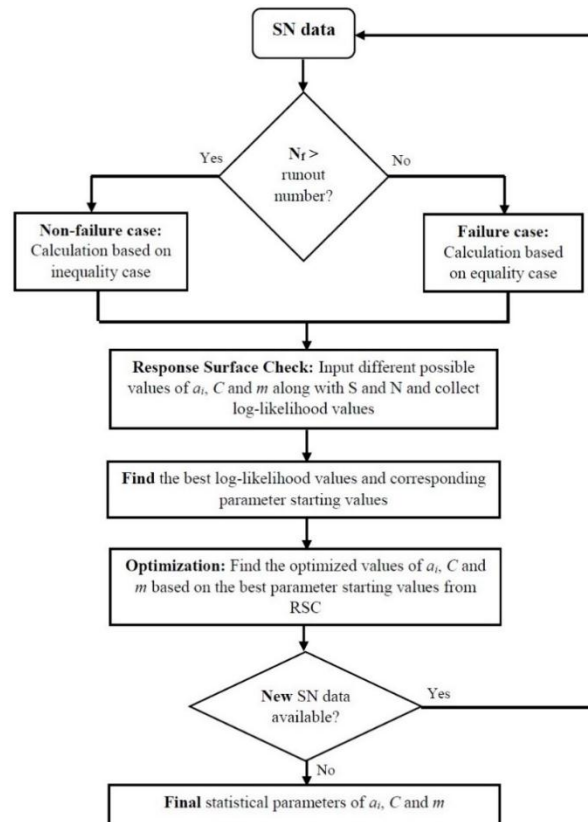 SN data
Nf >
runout
number?
Yes
No
Non-failure case:
Calculation based on
inequality case
Failure case:
Calculation based
on equality case
Response Surface Check: Input different possible
values of ai, C and m along with S and N and collect
log-likelihood values
Find the best log-likelihood values and corresponding
parameter starting values
Optimization: Find the optimized values of ai, C and
m based on the best parameter starting values from
RSC
New SN data
available?
Yes
No
Final statistical parameters of ai, C and m